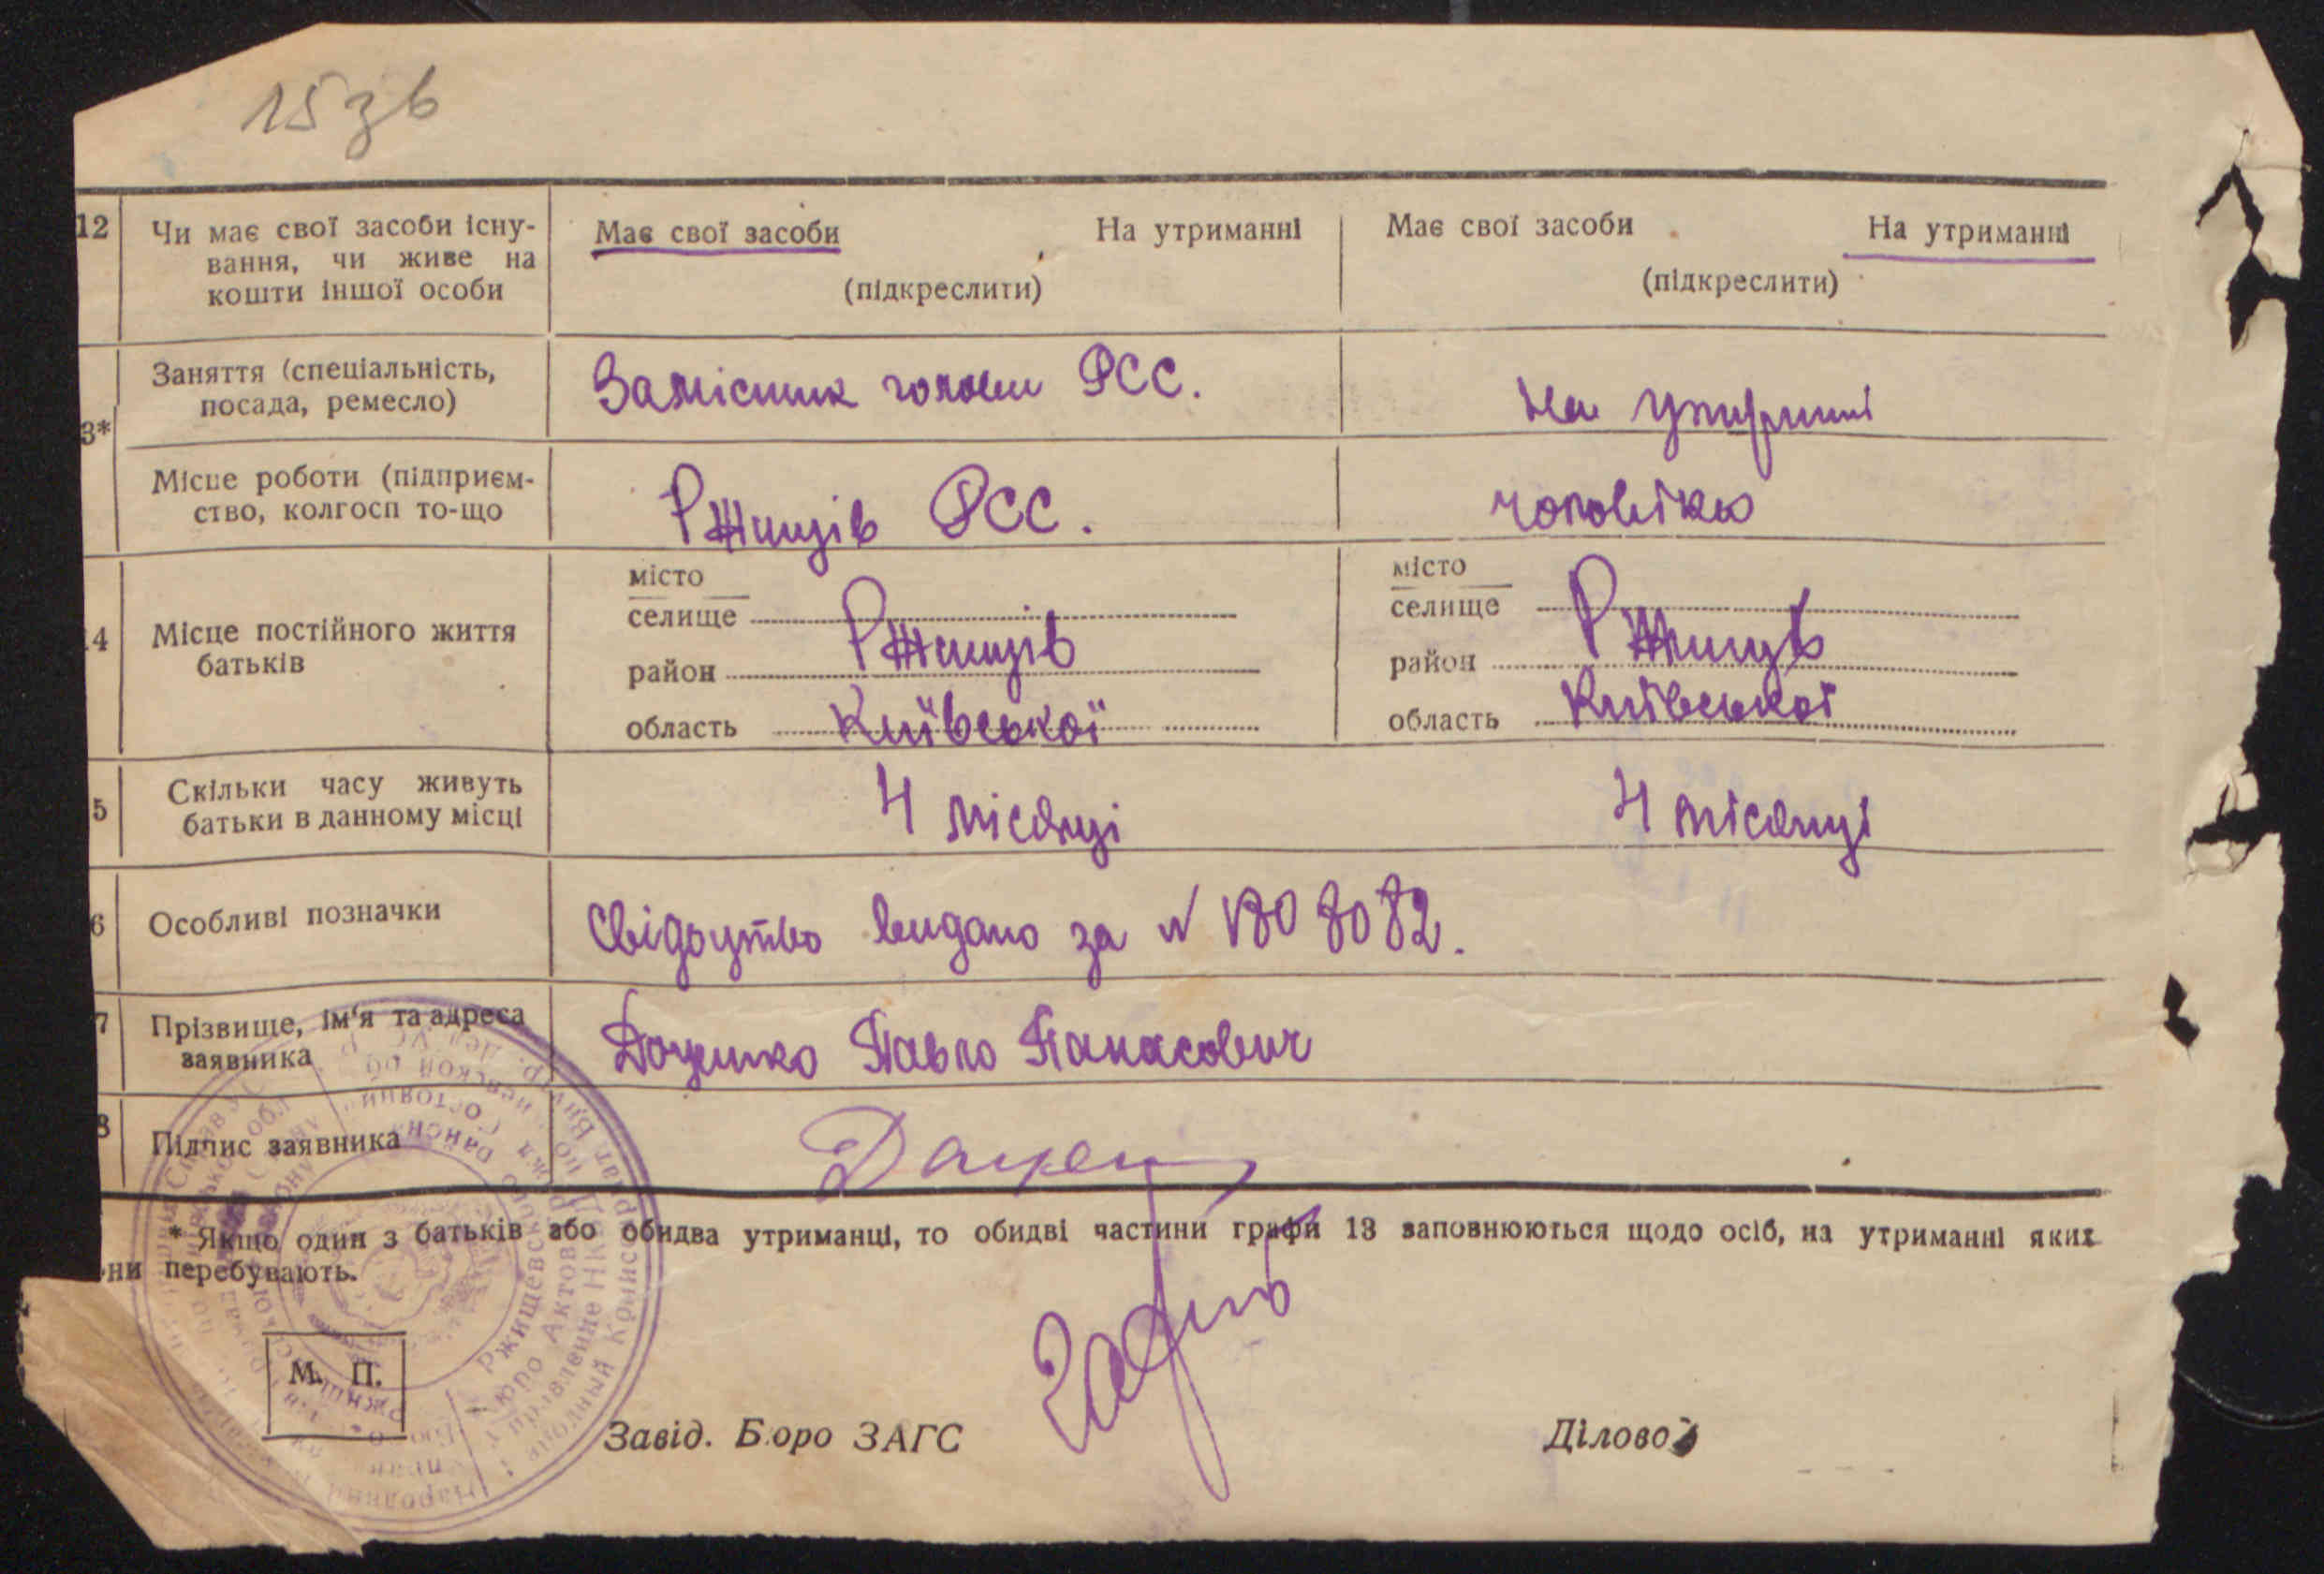 15 зв
12 Чи має свої засоби існу-
вання, чи живе на
кошти іншої особи
Має свої засоби На утриманні
(підкреслити)
Має свої засоби На утриманні
(підкреслити)
3*
Заняття (спеціальність,
посада, ремесло)
Замісник голови РСС.
на утриманні
Місце роботи (підприєм-
ство, колгосп то-що
Ржищів РСС.
чоловіка
4 Місце постійного життя
батьків
місто
селище
район Ржищів
область Київської
місто
селище
район Ржищів
область Київської
5 Скільки часу живуть
батьки в данному місці
4 місяці
4 місяці
6 Особливі позначки
Свідоцтво видано за №
7 Прізвище, ім'я та адреса
заявника
Доценко Павло Панасович
8 Підпис заявника
Доцен
* Якщо один з батьків або обидва утриманці, то обидві частини графи 13 заповнюються щодо осіб, на утриманні яких
они перебувають.
М. П.
Завід. Бюро ЗАГС
Діловод